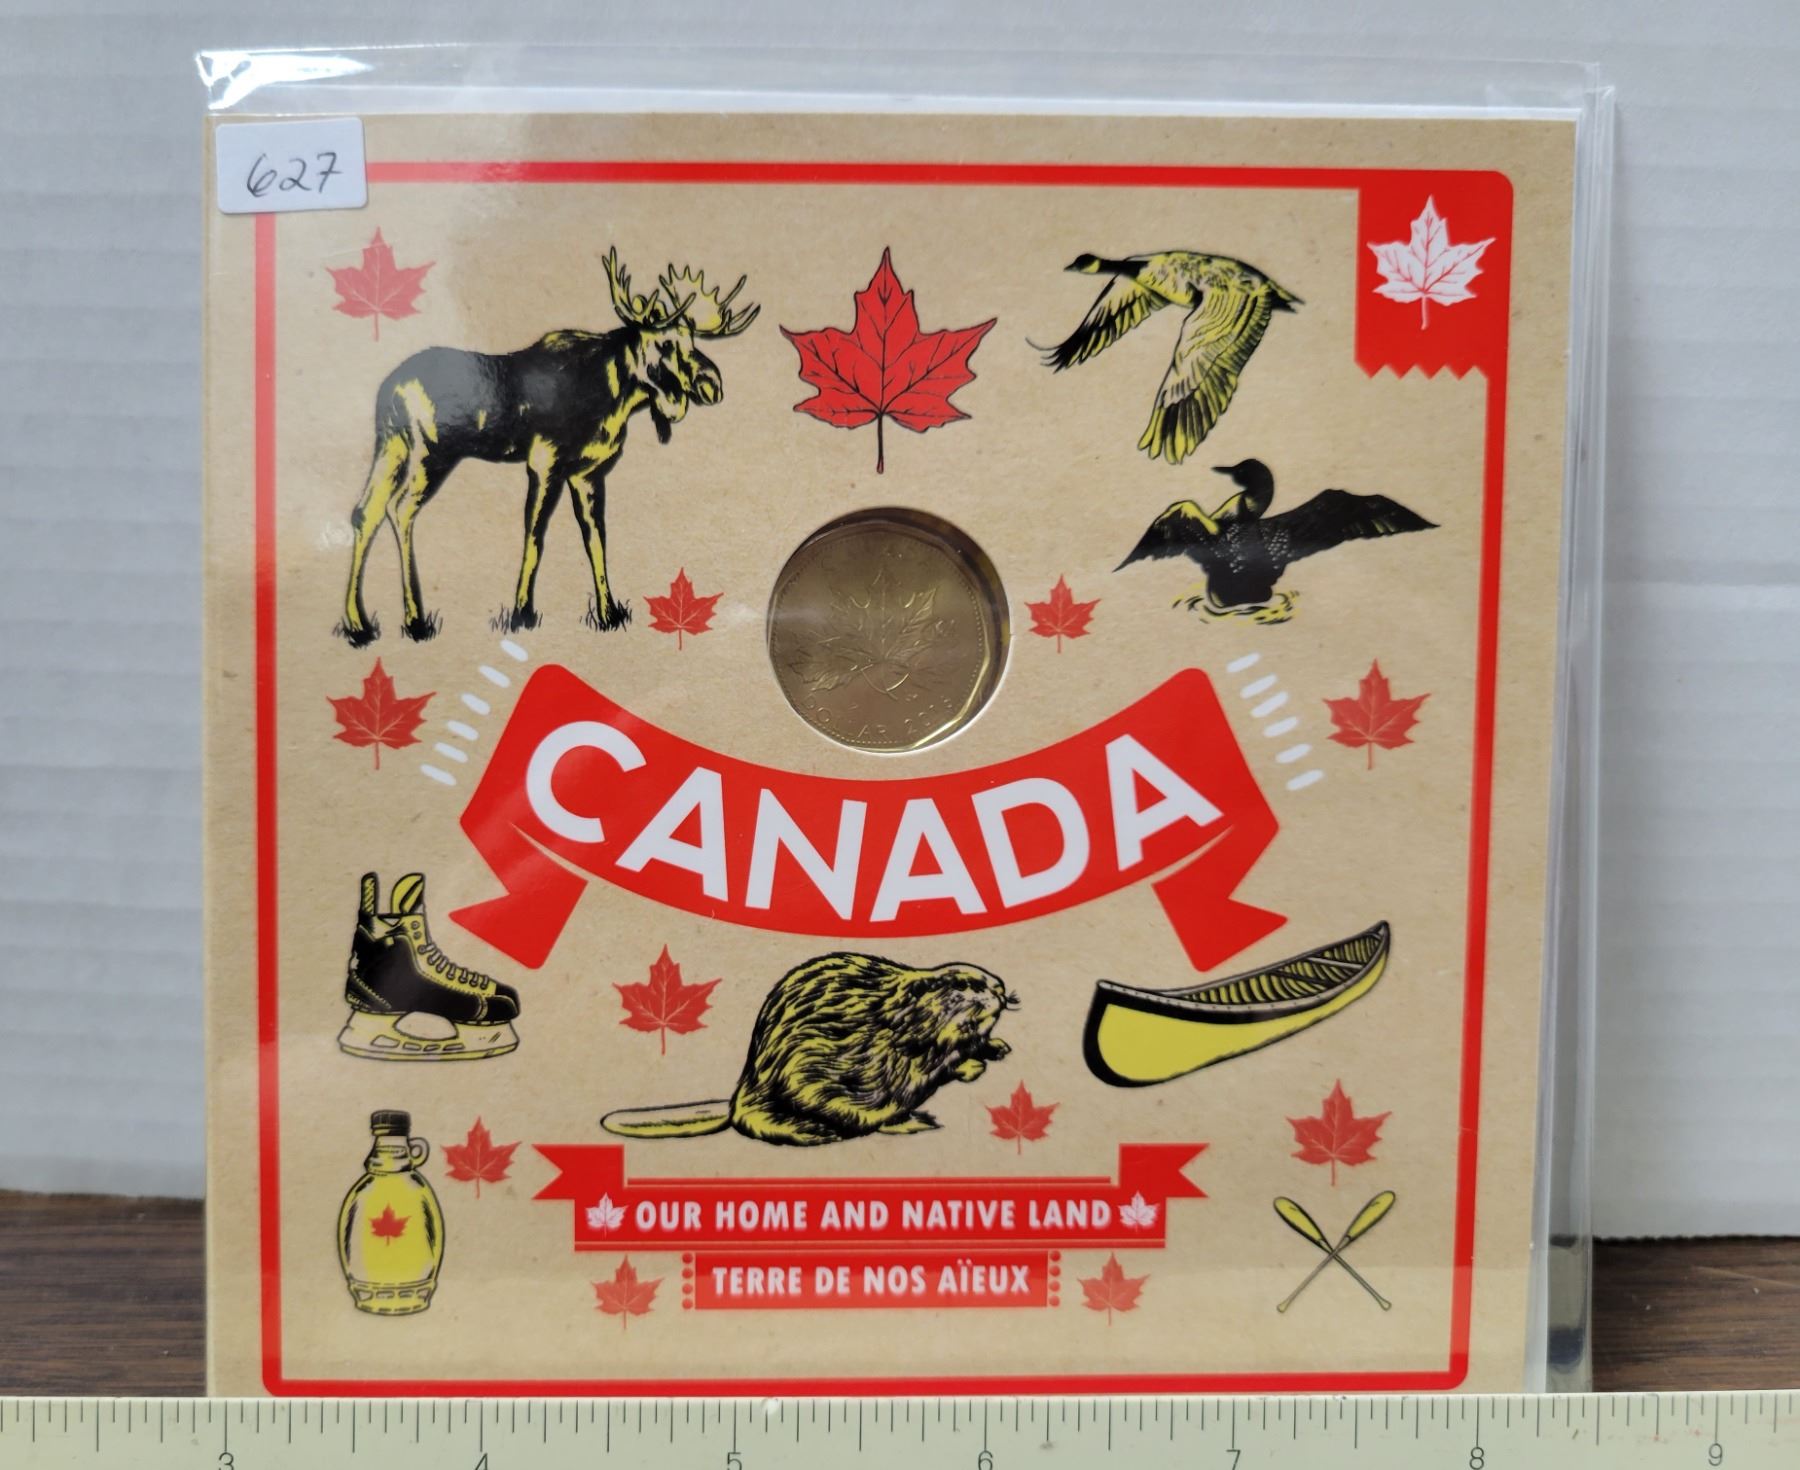 627
DOLLAR 2018
CANADA
OUR HOME AND NATIVE LAND
TERRE DE NOS AÏEUX
3 4 5 6 7 8 9